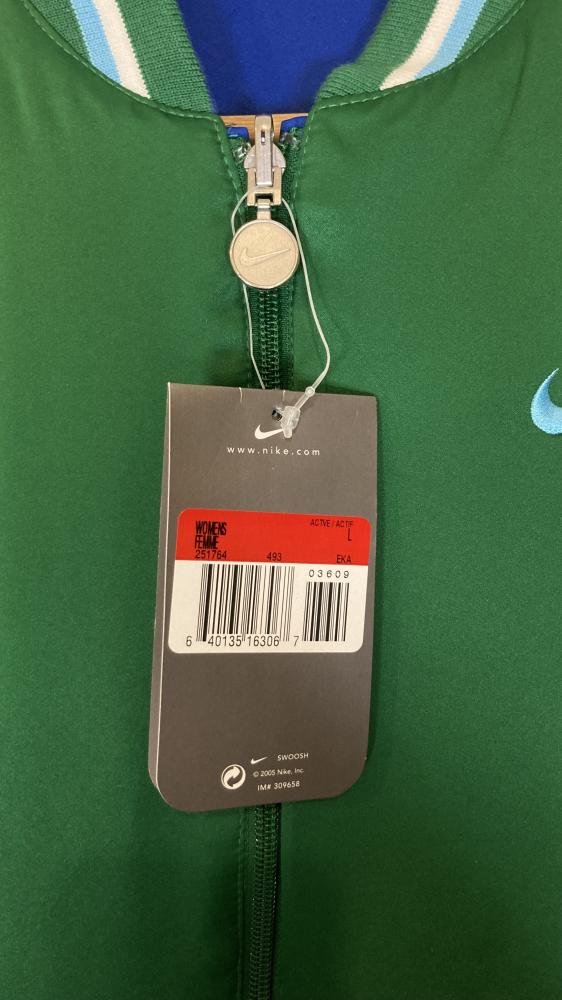 www.nike.com
WOMENS ACTVE / ACTIF
FEMME L
251764 493 EKA
03609
6 40135 16306 7
SWOOSH
© 2005 Nike, Inc.
IM# 309658